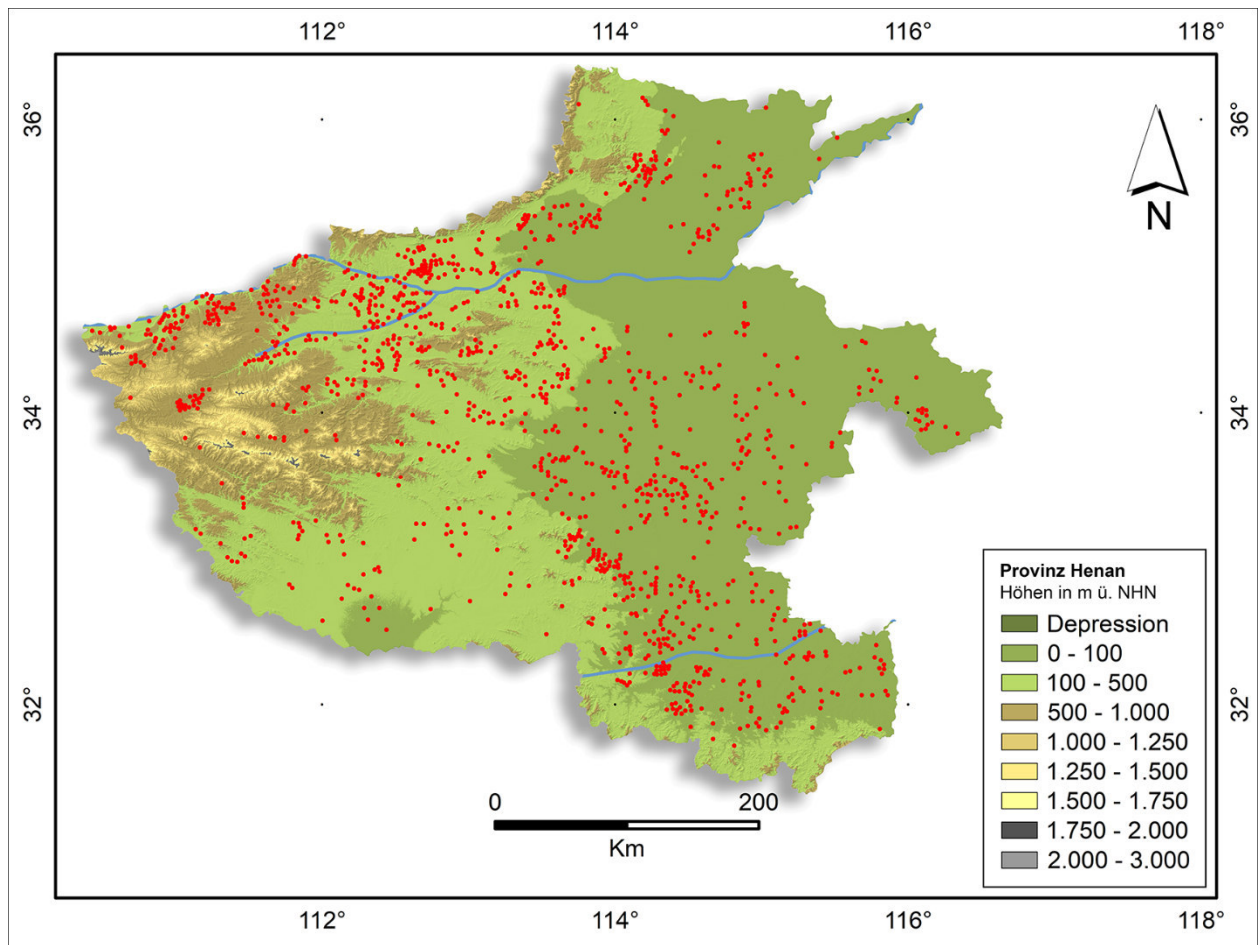 112° 114° 116° 118°
36° 36°
34° 34°
32° 32°
N
Provinz Henan
Höhen in m ü. NHN
Depression
0 - 100
100 - 500
500 - 1.000
1.000 - 1.250
1.250 - 1.500
1.500 - 1.750
1.750 - 2.000
2.000 - 3.000
0 200
Km
112° 114° 116° 118°